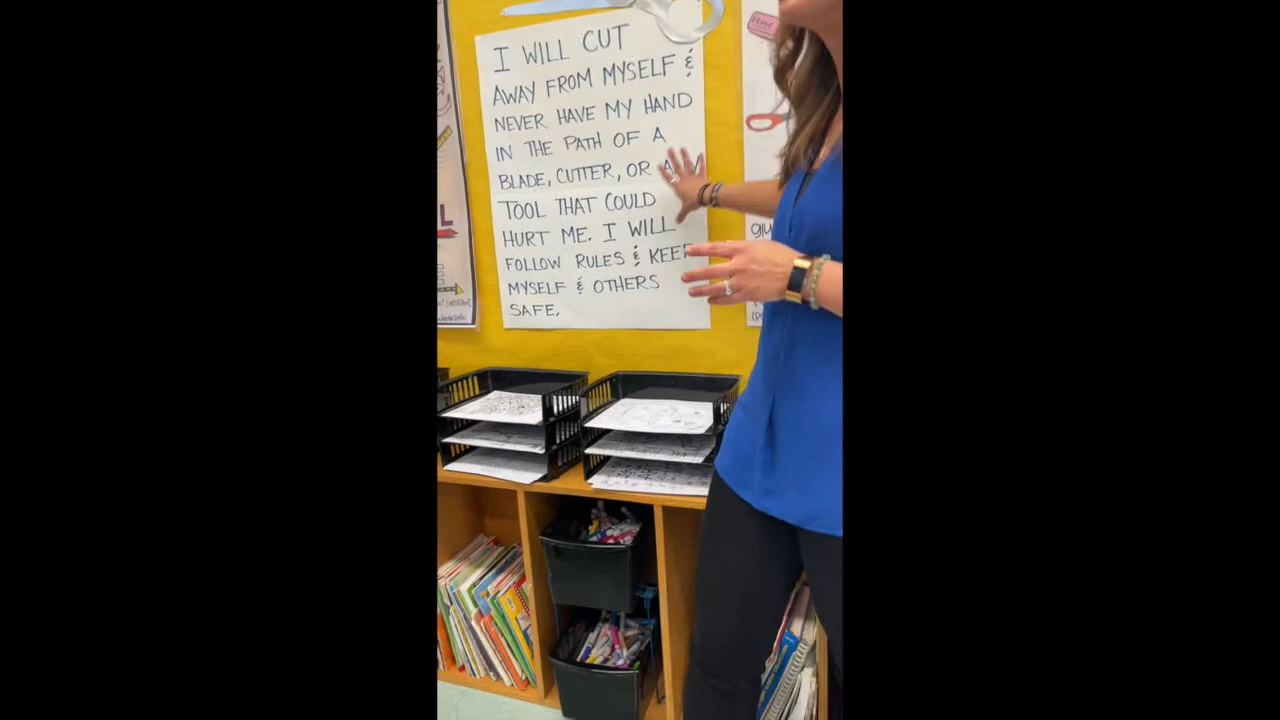 I WILL CUT
AWAY FROM MYSELF &
NEVER HAVE MY HAND
IN THE PATH OF A
BLADE, CUTTER, OR
TOOL THAT COULD
HURT ME. I WILL
FOLLOW RULES & KEEP
MYSELF & OTHERS
SAFE.